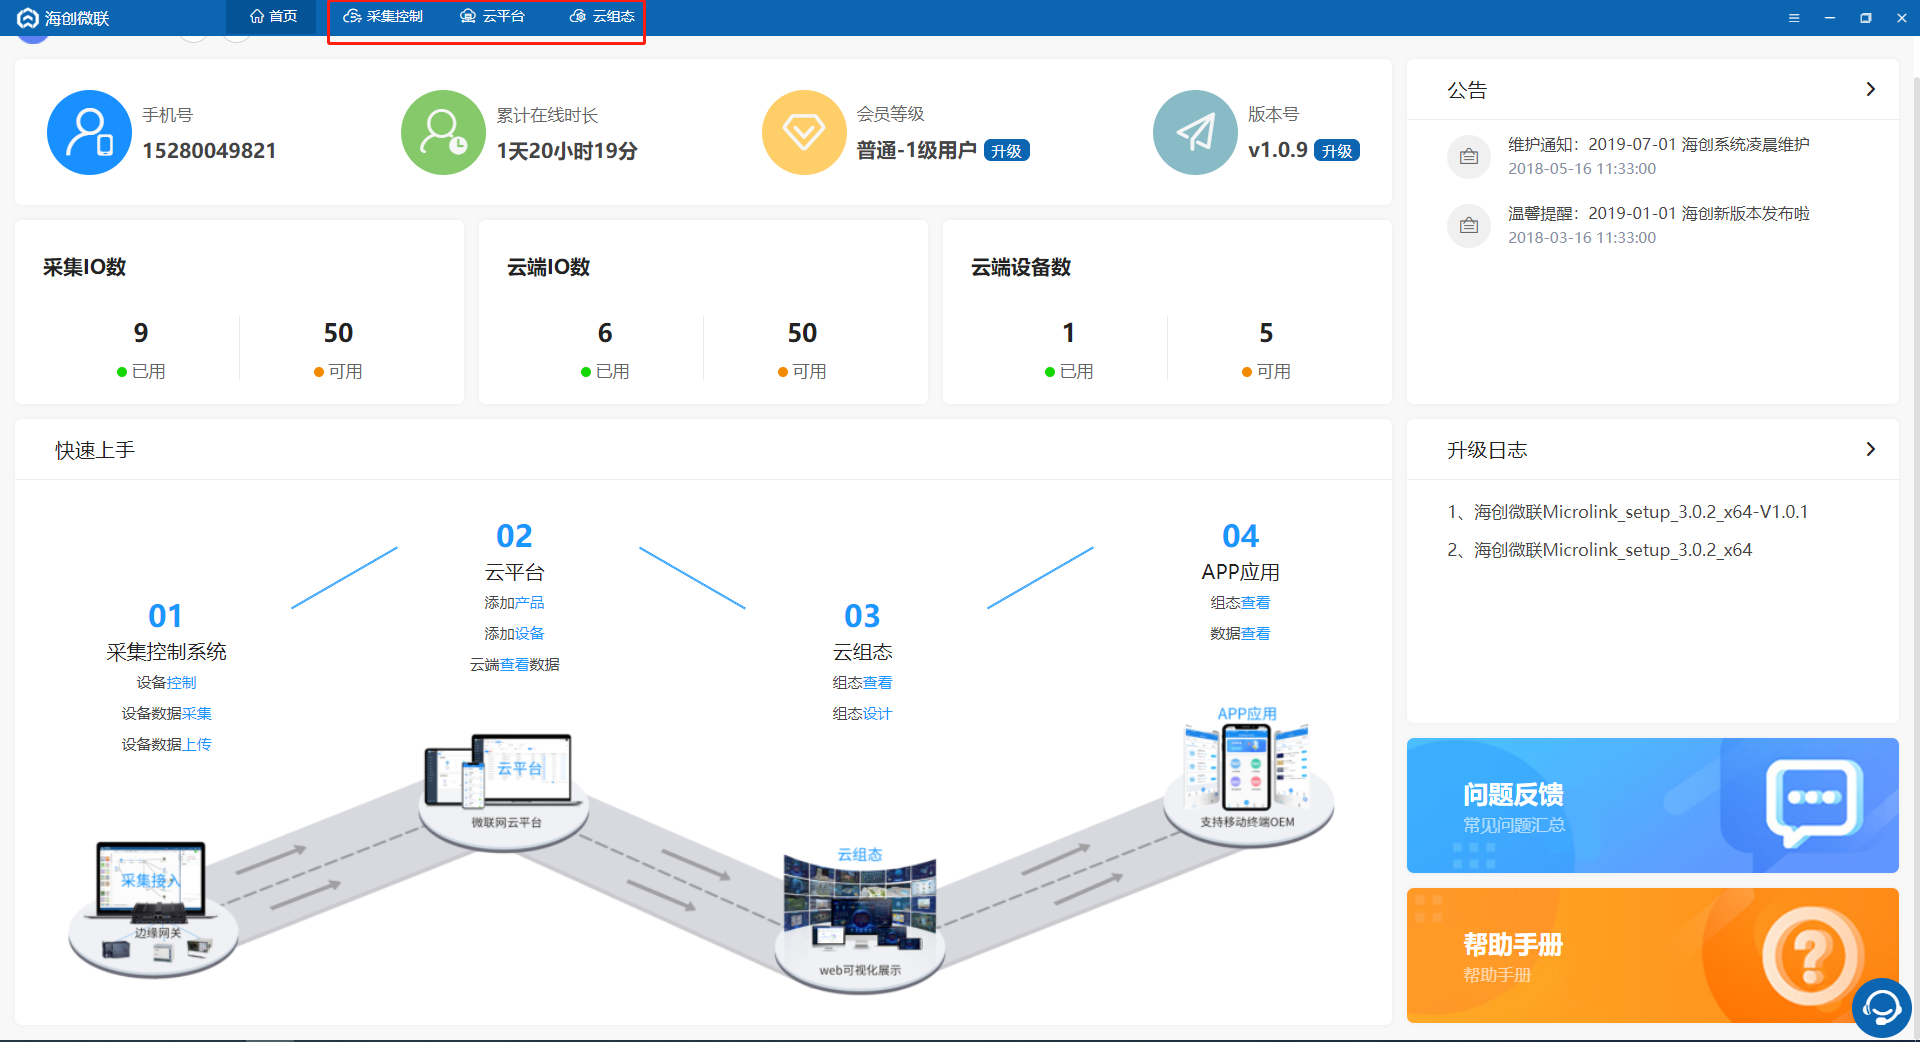 海创微联
首页
采集控制
云平台
云组态
手机号
15280049821
累计在线时长
1天20小时19分
会员等级
普通-1级用户 升级
版本号
v1.0.9 升级
公告
维护通知：2019-07-01 海创系统凌晨维护
2018-05-16 11:33:00
温馨提醒：2019-01-01 海创新版本发布啦
2018-03-16 11:33:00
采集IO数
9
已用
50
可用
云端IO数
6
已用
50
可用
云端设备数
1
已用
5
可用
快速上手
01
采集控制系统
设备控制
设备数据采集
设备数据上传
02
云平台
添加产品
添加设备
云端查看数据
03
云组态
组态查看
组态设计
04
APP应用
组态查看
数据查看
采集接入
边缘网关
云平台
微联网云平台
云组态
web可视化展示
APP应用
支持移动终端OEM
升级日志
1、海创微联Microlink_setup_3.0.2_x64-V1.0.1
2、海创微联Microlink_setup_3.0.2_x64
问题反馈
常见问题汇总
帮助手册
帮助手册